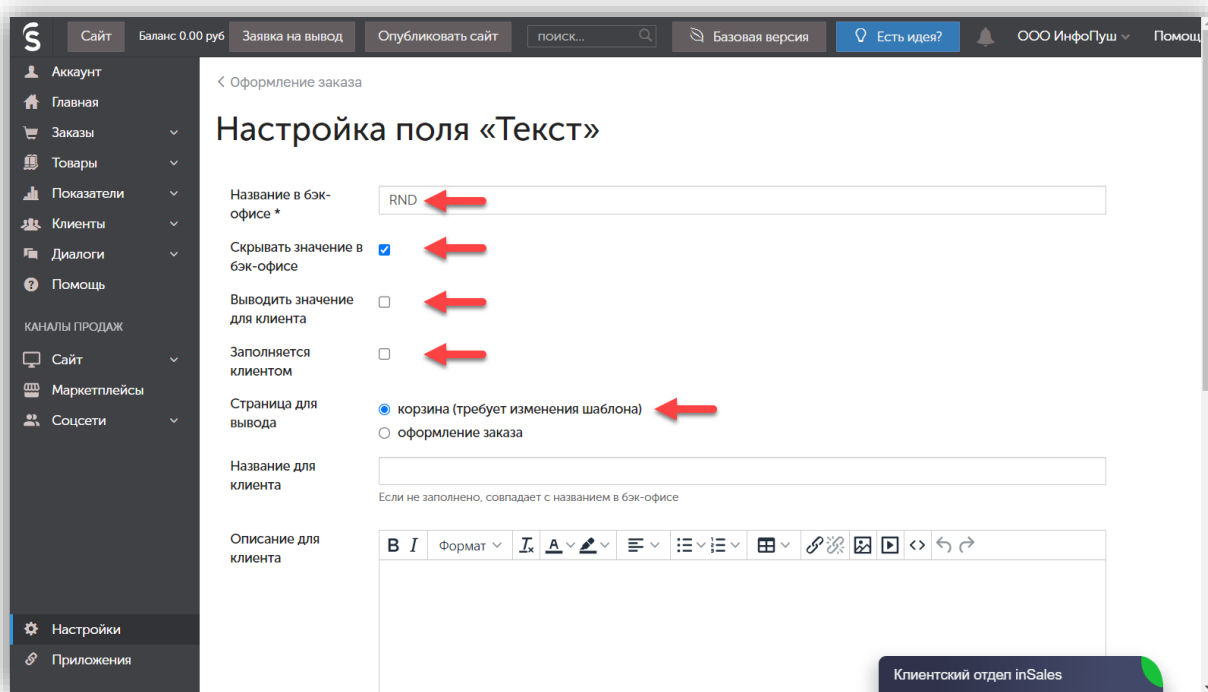 Сайт
Баланс 0.00 руб
Заявка на вывод
Опубликовать сайт
поиск...
Базовая версия
Есть идея?
ООО ИнфоПуш
Помощ
Аккаунт
Главная
Заказы
Товары
Показатели
Клиенты
Диалоги
Помощь
КАНАЛЫ ПРОДАЖ
Сайт
Маркетплейсы
Соцсети
Настройки
Приложения
Оформление заказа
Настройка поля «Текст»
Название в бэк-
офисе *
RND
Скрывать значение в
бэк-офисе
Выводить значение
для клиента
Заполняется
клиентом
Страница для
вывода
корзина (требует изменения шаблона)
оформление заказа
Название для
клиента
Если не заполнено, совпадает с названием в бэк-офисе
Описание для
клиента
B I Формат
Клиентский отдел inSales